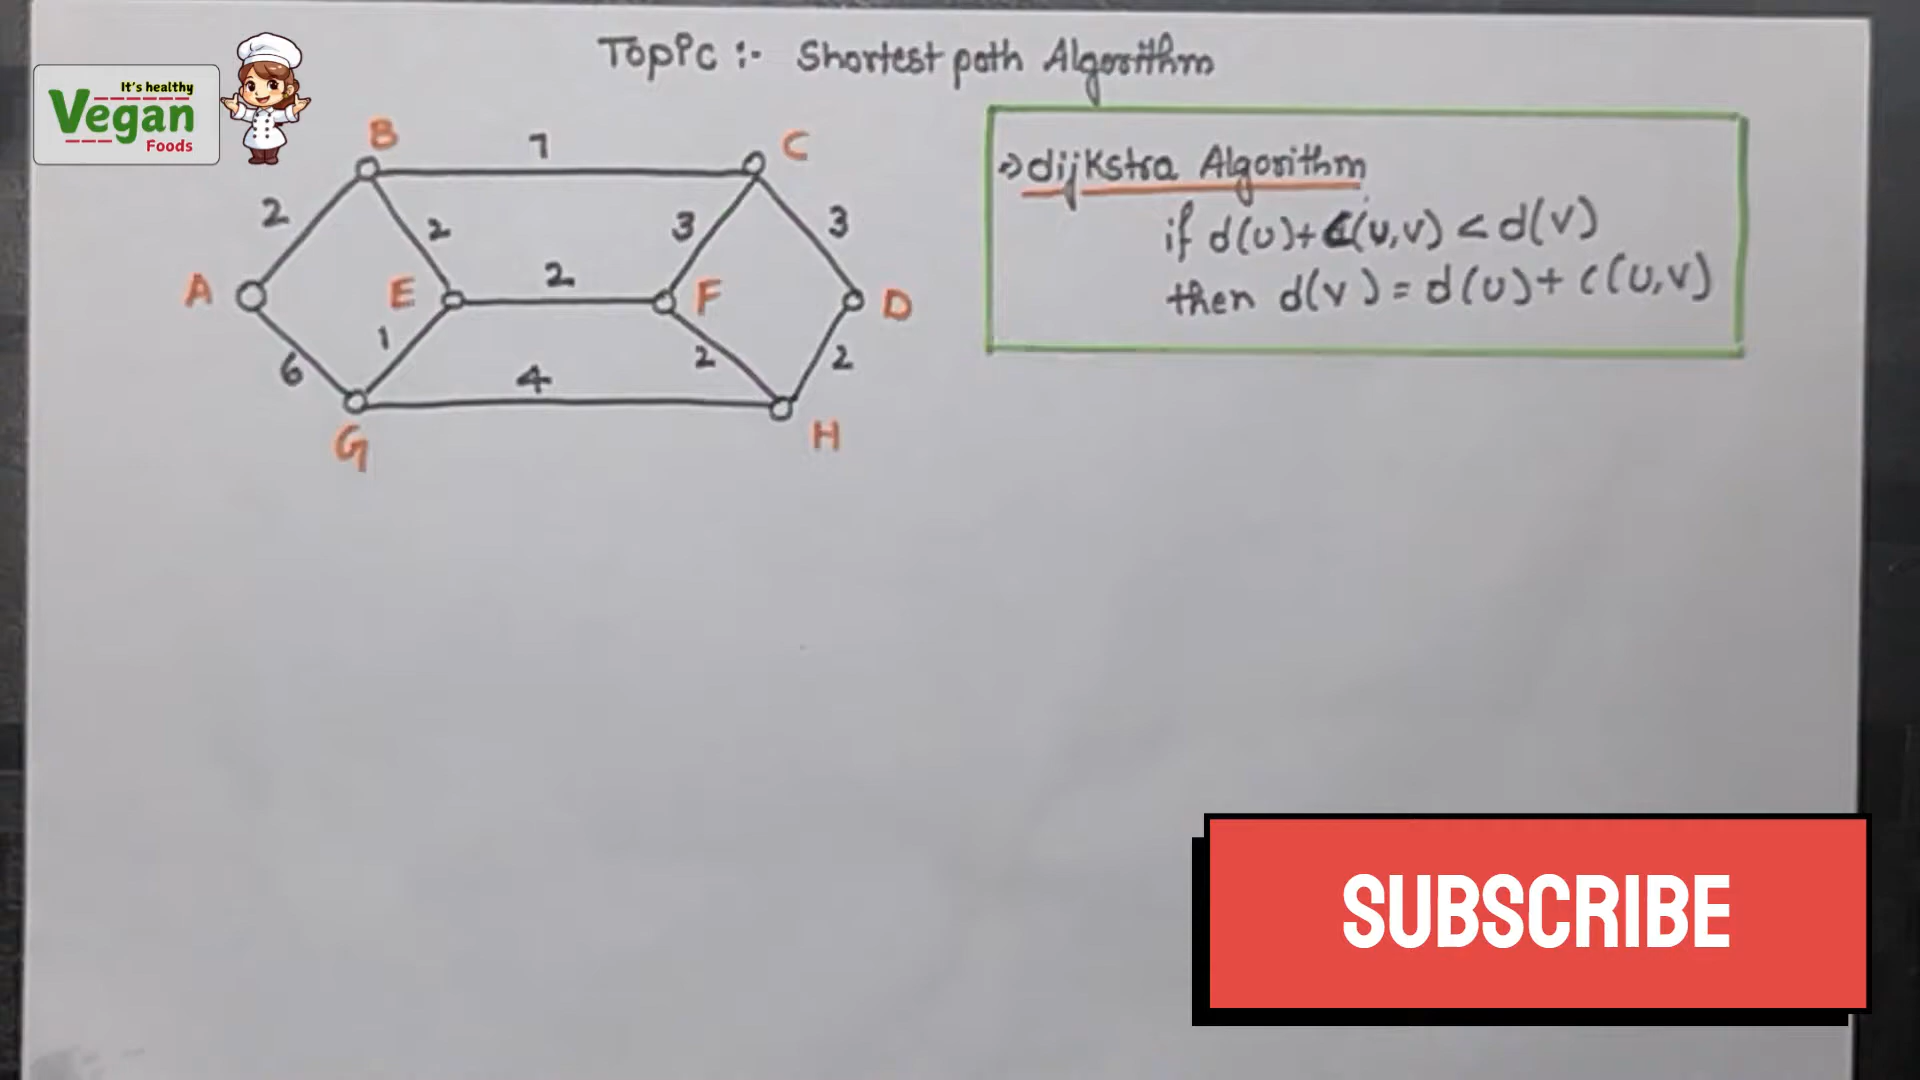 Topic :- Shortest path Algorithm
It's healthy
Vegan
Foods
B
7
C
⇒ dijkstra Algorithm
2
2
3
3
if d(u)+c(u,v) < d(v)
A
E
2
F
D
then d(v) = d(u) + c(u,v)
6
1
4
2
2
G
H
SUBSCRIBE